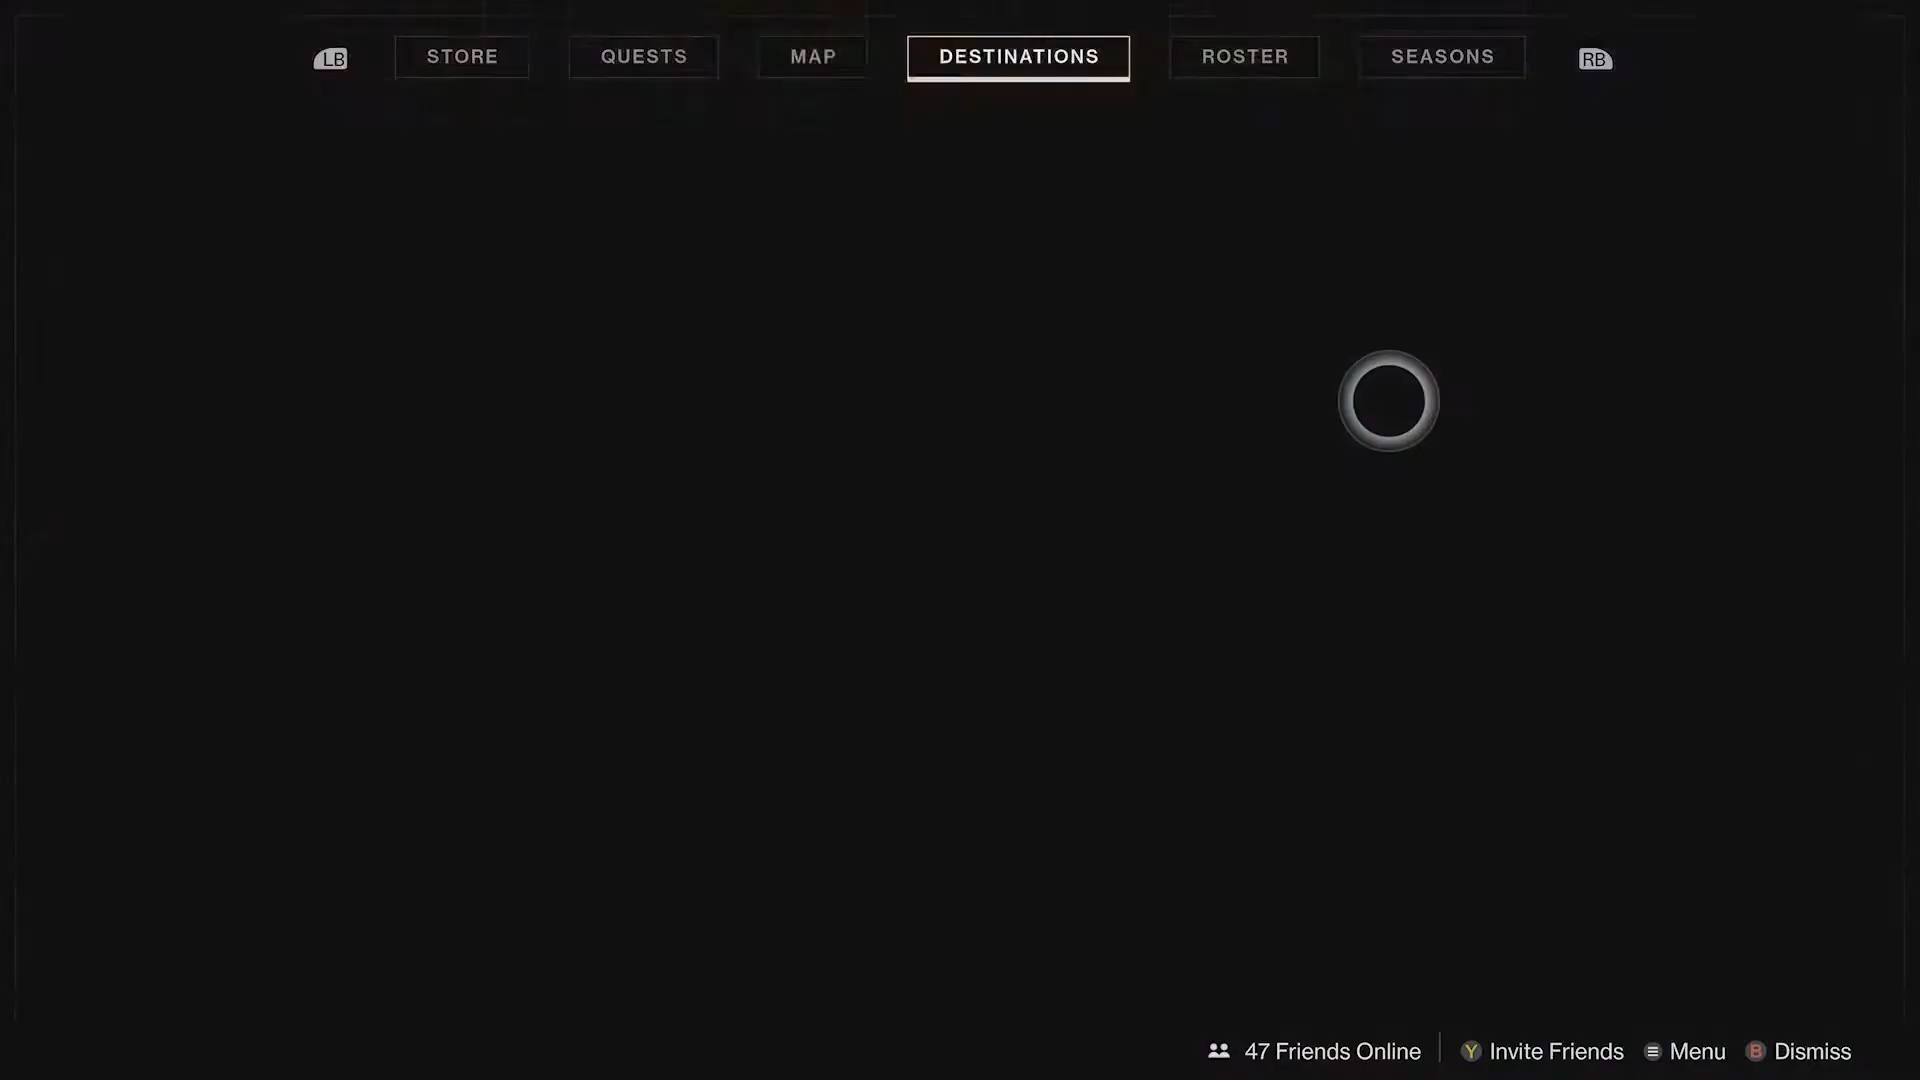 LB STORE QUESTS MAP DESTINATIONS ROSTER SEASONS RB
47 Friends Online Y Invite Friends Menu B Dismiss